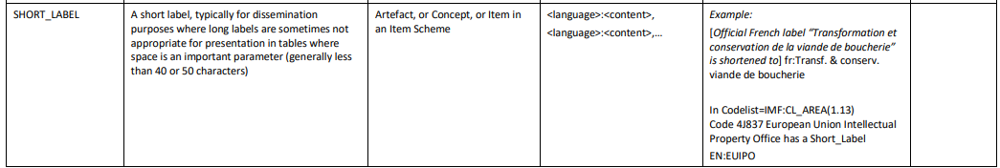 SHORT_LABEL
A short label, typically for dissemination
purposes where long labels are sometimes not
appropriate for presentation in tables where
space is an important parameter (generally less
than 40 or 50 characters)
Artefact, or Concept, or Item in
an Item Scheme
<language>:<content>,
<language>:<content>,...
Example:
[Official French label “Transformation et
conservation de la viande de boucherie”
is shortened to] fr:Transf. & conserv.
viande de boucherie
In Codelist=IMF:CL_AREA(1.13)
Code 4J837 European Union Intellectual
Property Office has a Short_Label
EN:EUIPO